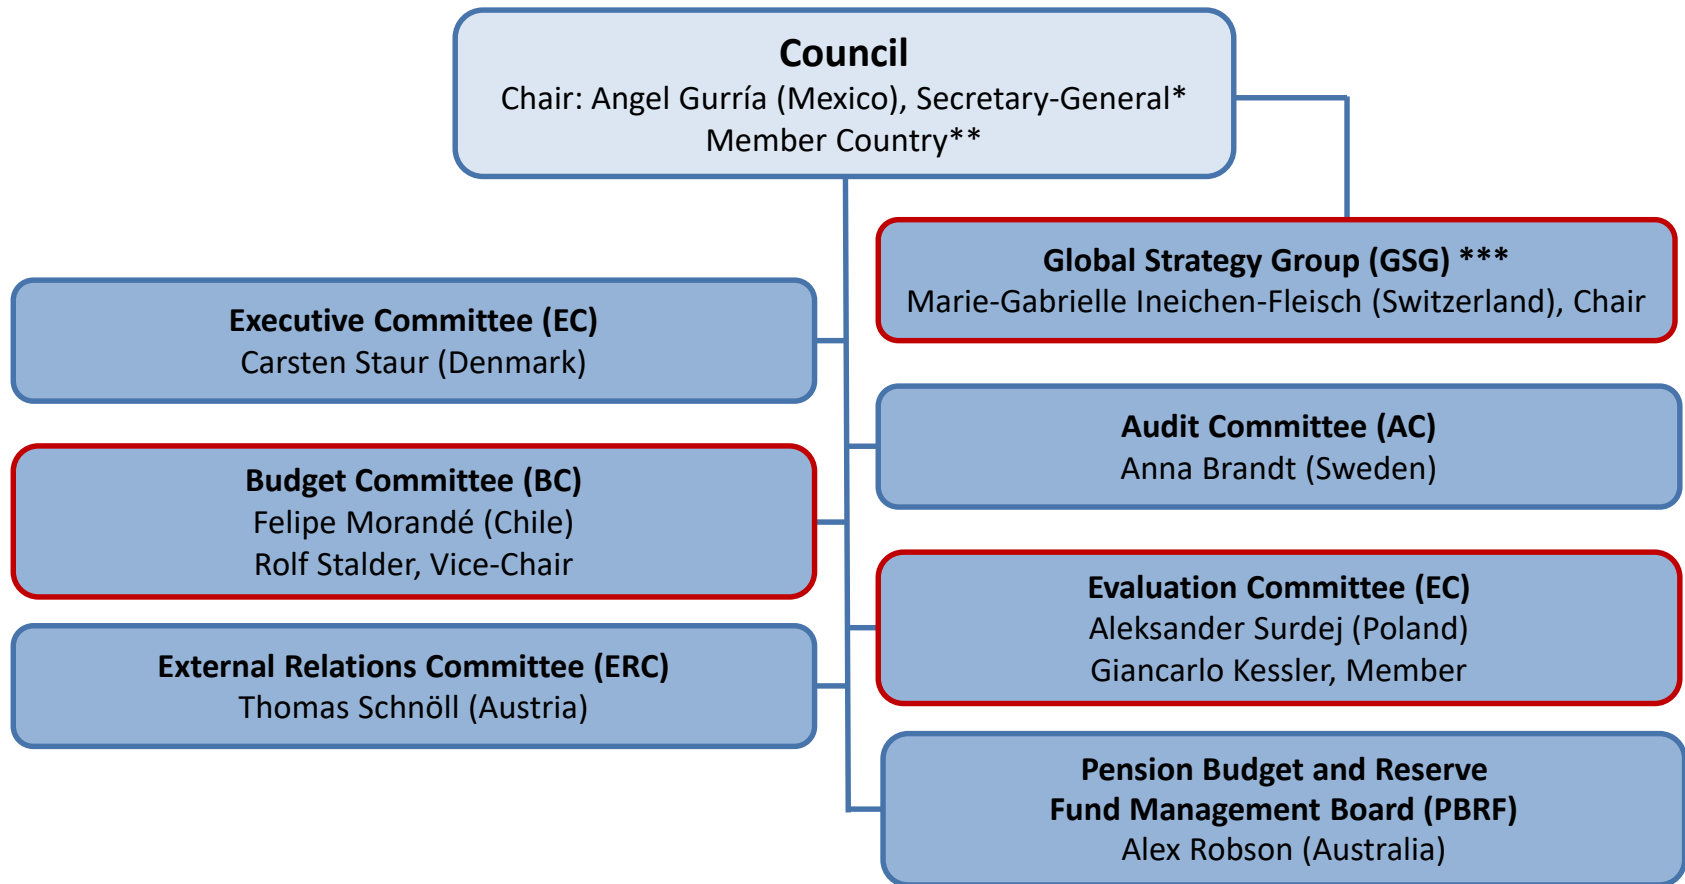 Council
Chair: Angel Gurría (Mexico), Secretary-General*
Member Country**
Global Strategy Group (GSG) ***
Marie-Gabrielle Ineichen-Fleisch (Switzerland), Chair
Executive Committee (EC)
Carsten Staur (Denmark)
Audit Committee (AC)
Anna Brandt (Sweden)
Budget Committee (BC)
Felipe Morandé (Chile)
Rolf Stalder, Vice-Chair
Evaluation Committee (EC)
Aleksander Surdej (Poland)
Giancarlo Kessler, Member
External Relations Committee (ERC)
Thomas Schnöll (Austria)
Pension Budget and Reserve
Fund Management Board (PBRF)
Alex Robson (Australia)